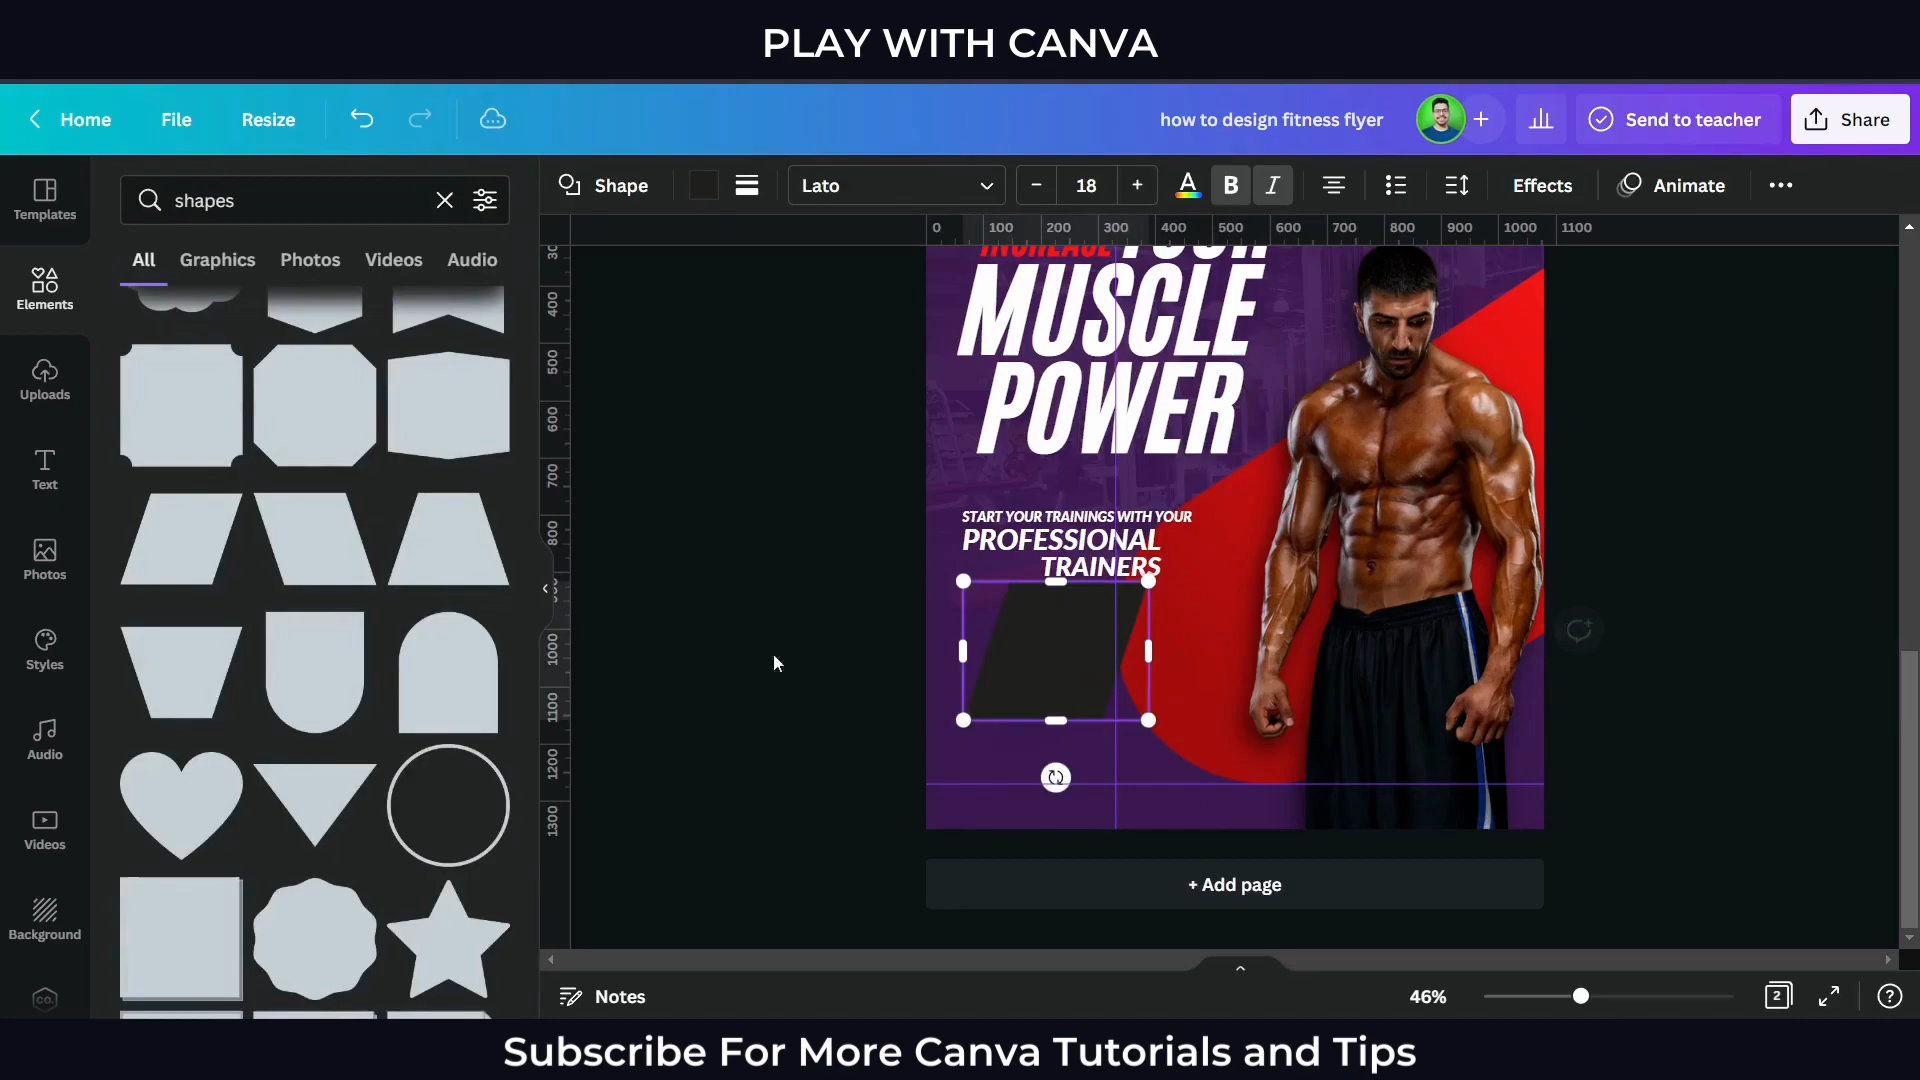 PLAY WITH CANVA
Home File Resize how to design fitness flyer + Send to teacher Share
shapes
Shape Lato − 18 + A B I Effects Animate
All Graphics Photos Videos Audio
Templates
Elements
Uploads
Text
Photos
Styles
Audio
Videos
Background
co.
0 100 200 300 400 500 600 700 800 900 1000 1100
400
500
600
700
800
1000
1100
1200
1300
INCREASE YOUR
MUSCLE
POWER
START YOUR TRAININGS WITH YOUR
PROFESSIONAL
TRAINERS
+ Add page
Notes 46% 2 ?
Subscribe For More Canva Tutorials and Tips